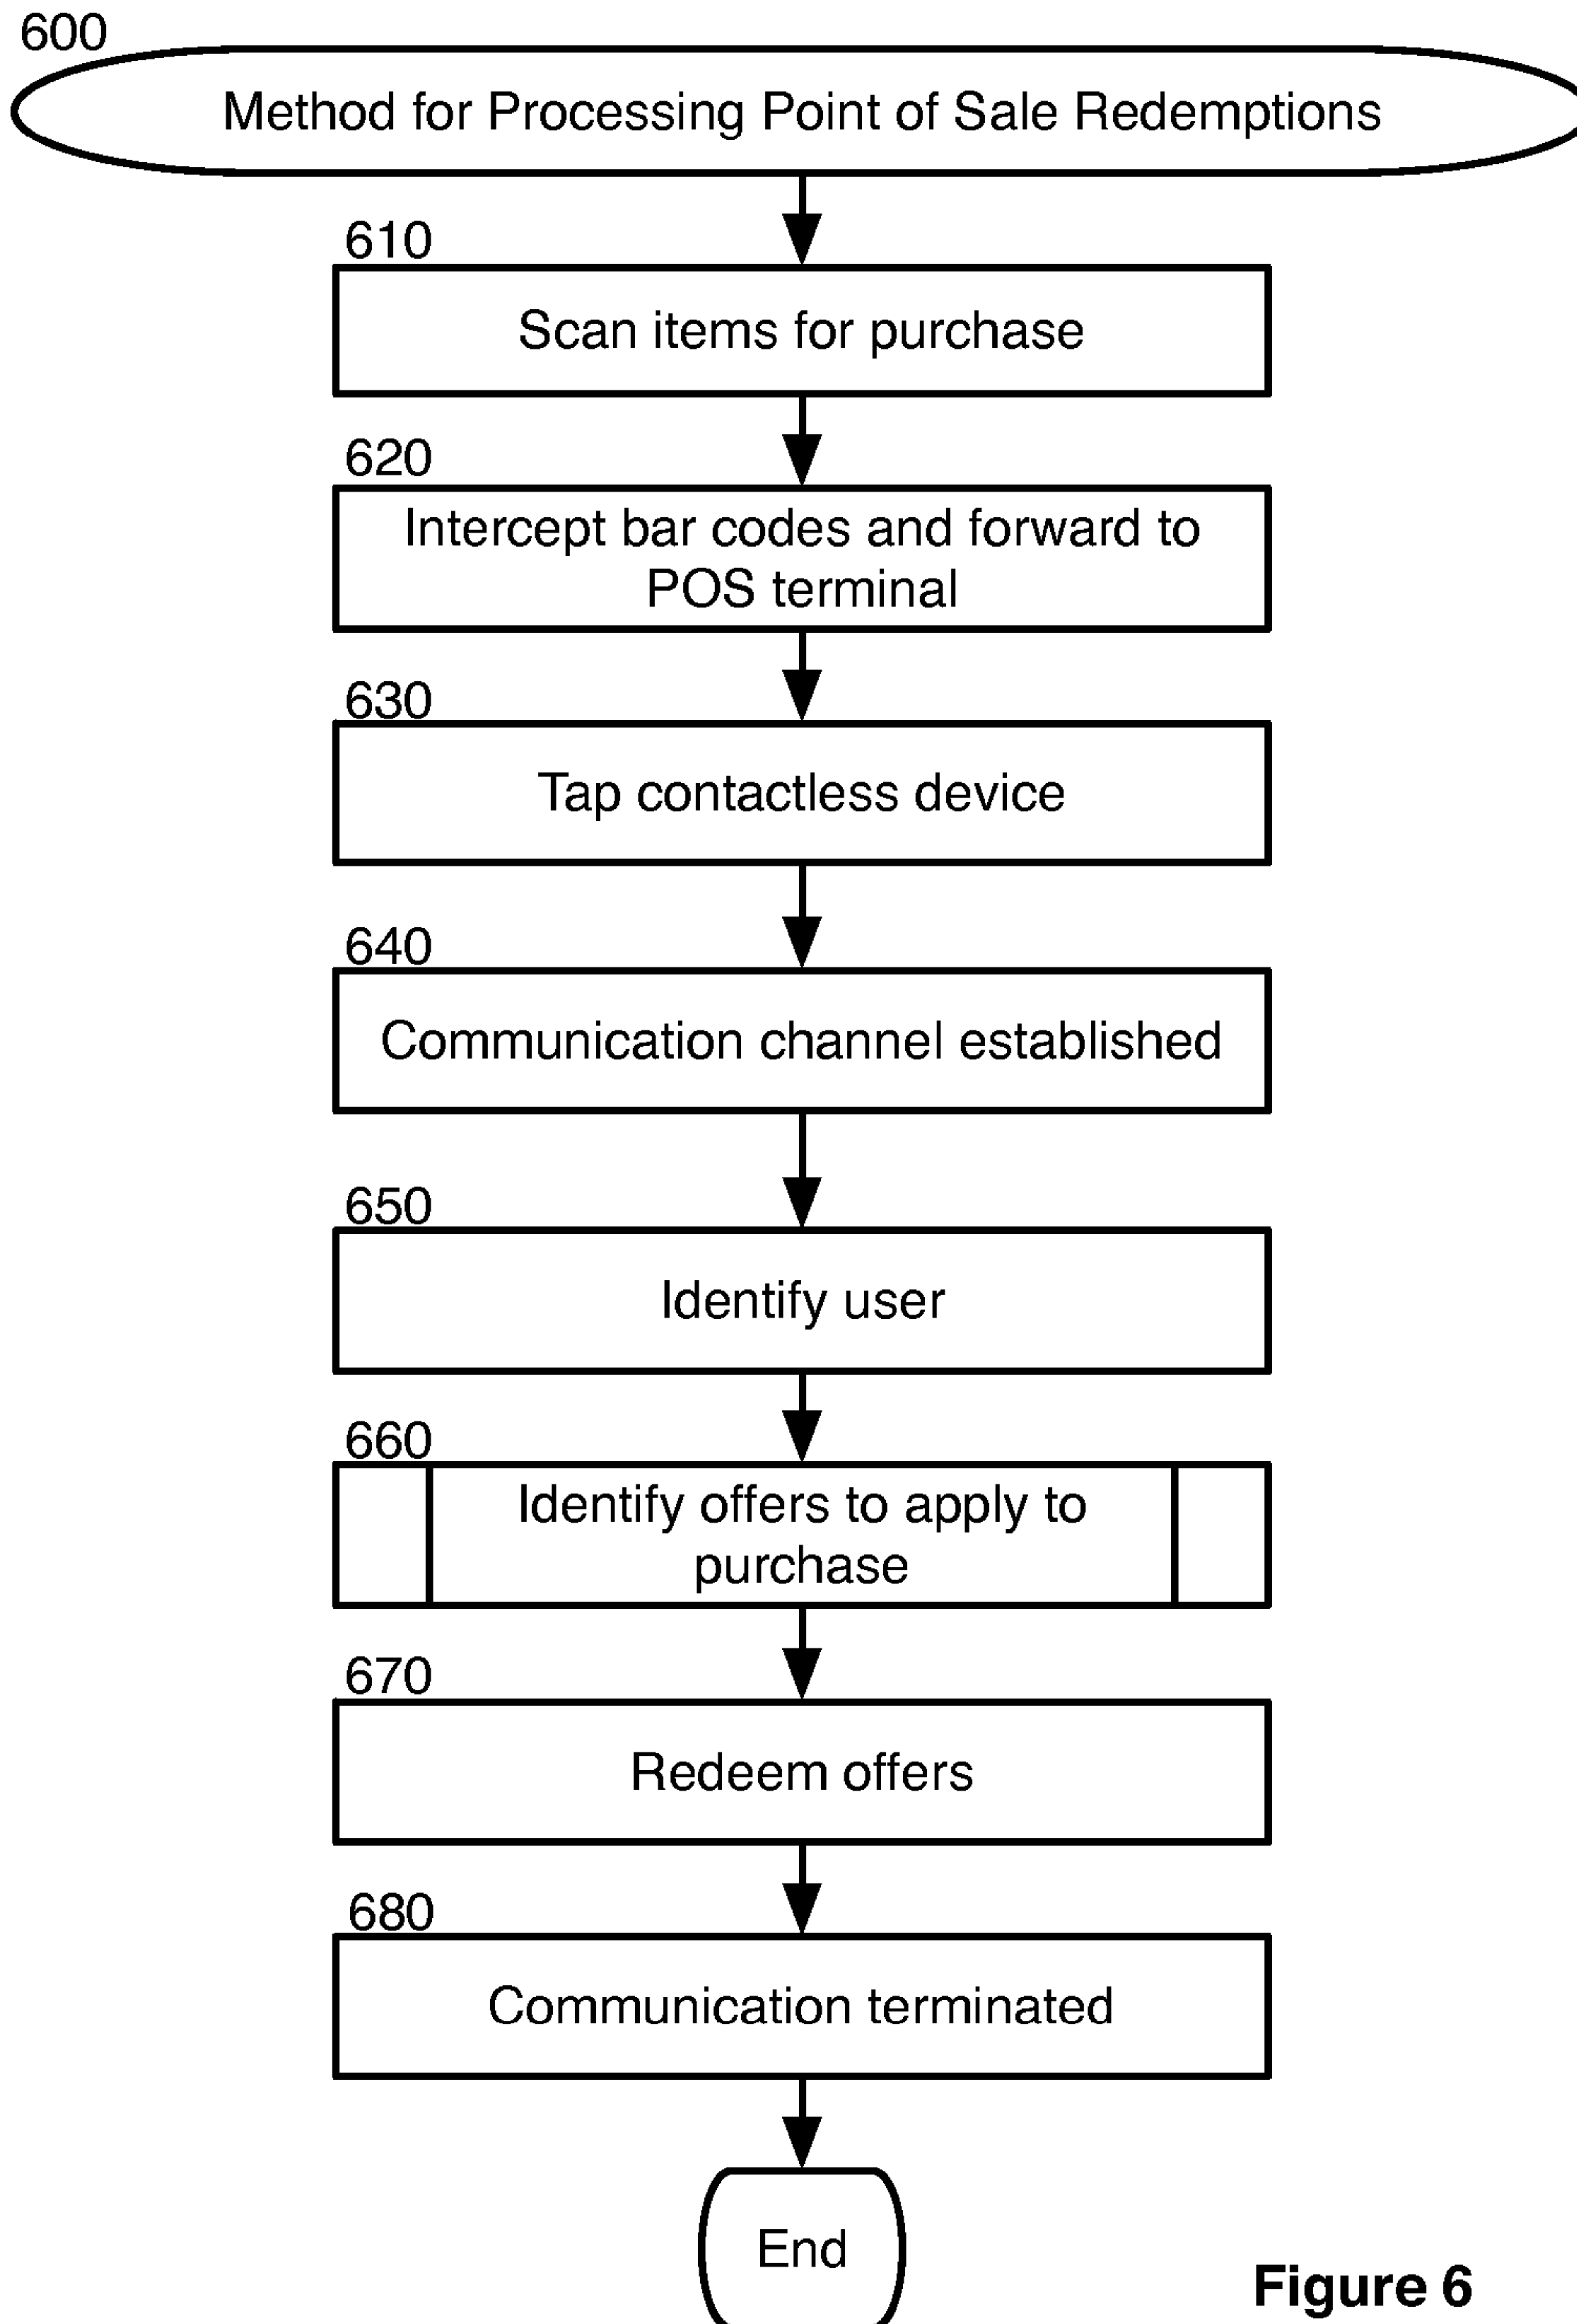 600
Method for Processing Point of Sale Redemptions
610
Scan items for purchase
620
Intercept bar codes and forward to
POS terminal
630
Tap contactless device
640
Communication channel established
650
Identify user
660
Identify offers to apply to
purchase
670
Redeem offers
680
Communication terminated
End
Figure 6